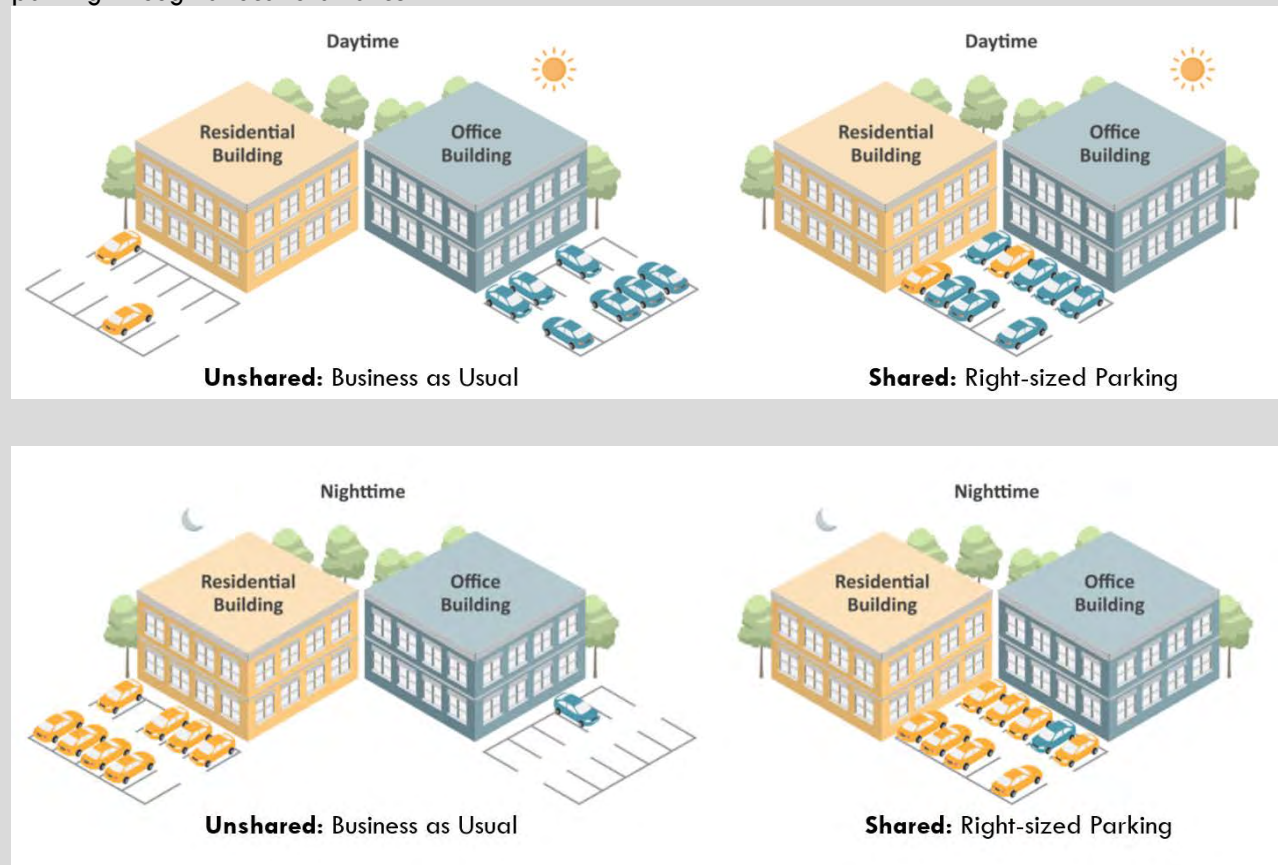 Daytime
Daytime
Residential
Building
Office
Building
Residential
Building
Office
Building
Unshared: Business as Usual
Shared: Right-sized Parking
Nighttime
Nighttime
Residential
Building
Office
Building
Residential
Building
Office
Building
Unshared: Business as Usual
Shared: Right-sized Parking